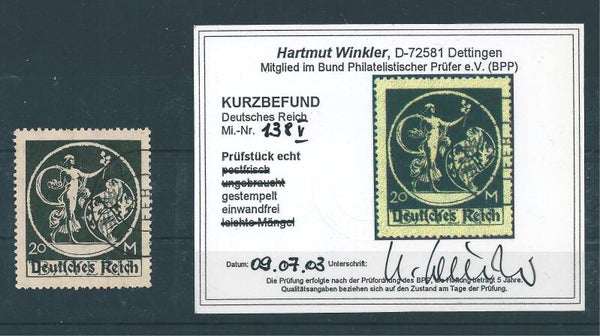 Hartmut Winkler, D-72581 Dettingen
Mitglied im Bund Philatelistischer Prüfer e.V. (BPP)
KURZBEFUND
Deutsches Reich
Mi.-Nr. 138 V
Prüfstück echt
postfrisch
ungebraucht
gestempelt
einwandfrei
leichte Mängel
20 M
Deutsches Reich
Datum: 09.07.03 Unterschrift:
Die Prüfung erfolgte nach der Prüfordnung des BPP, die Haftung beträgt 5 Jahre.
Qualitätsangaben beziehen sich auf den Zustand am Tage der Prüfung.
20 M
Deutsches Reich